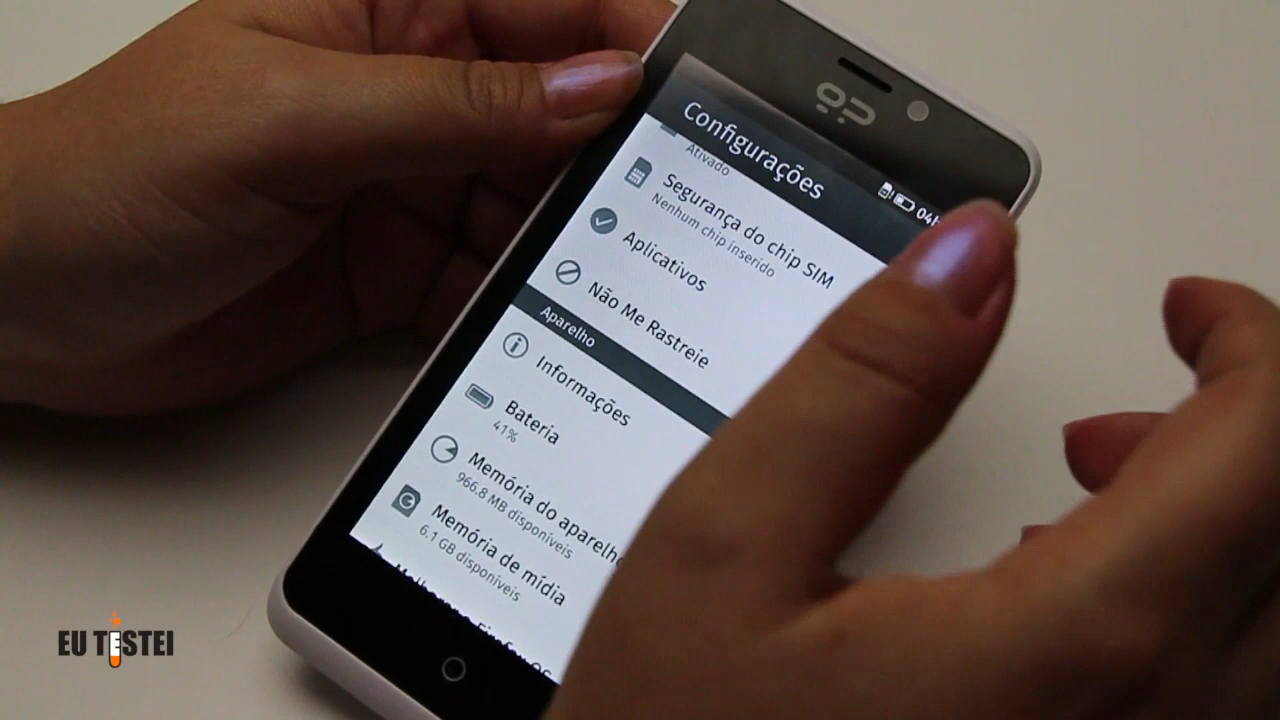 Configurações
Ativado
Segurança do chip SIM
Nenhum chip inserido
Aplicativos
Não Me Rastreie
Aparelho
Informações
Bateria
41%
Memória do aparelho
966.8 MB disponíveis
Memória de mídia
6.1 GB disponíveis
EU TESTEI